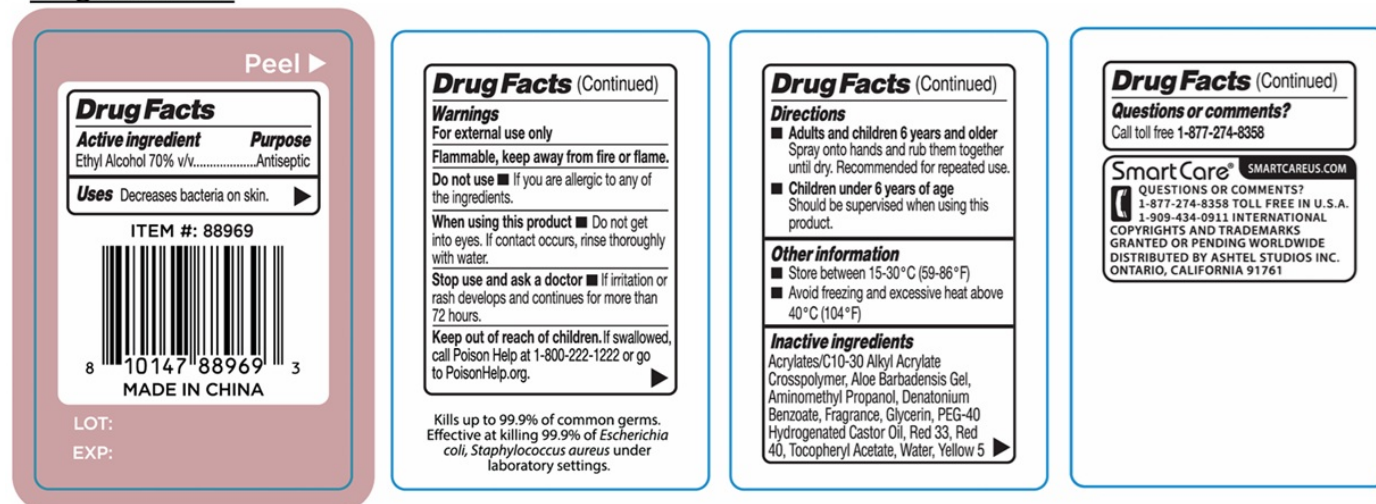 Peel ▶
Drug Facts
Active ingredient Purpose
Ethyl Alcohol 70% v/v...................Antiseptic
Uses Decreases bacteria on skin. ▶
ITEM #: 88969
8 10147 88969 3
MADE IN CHINA
LOT:
EXP:
Drug Facts (Continued)
Warnings
For external use only
Flammable, keep away from fire or flame.
Do not use ■ If you are allergic to any of
the ingredients.
When using this product ■ Do not get
into eyes. If contact occurs, rinse thoroughly
with water.
Stop use and ask a doctor ■ If irritation or
rash develops and continues for more than
72 hours.
Keep out of reach of children. If swallowed,
call Poison Help at 1-800-222-1222 or go
to PoisonHelp.org. ▶
Kills up to 99.9% of common germs.
Effective at killing 99.9% of Escherichia
coli, Staphylococcus aureus under
laboratory settings.
Drug Facts (Continued)
Directions
■ Adults and children 6 years and older
Spray onto hands and rub them together
until dry. Recommended for repeated use.
■ Children under 6 years of age
Should be supervised when using this
product.
Other information
■ Store between 15-30°C (59-86°F)
■ Avoid freezing and excessive heat above
40°C (104°F)
Inactive ingredients
Acrylates/C10-30 Alkyl Acrylate
Crosspolymer, Aloe Barbadensis Gel,
Aminomethyl Propanol, Denatonium
Benzoate, Fragrance, Glycerin, PEG-40
Hydrogenated Castor Oil, Red 33, Red
40, Tocopheryl Acetate, Water, Yellow 5 ▶
Drug Facts (Continued)
Questions or comments?
Call toll free 1-877-274-8358
SmartCare® SMARTCAREUS.COM
QUESTIONS OR COMMENTS?
1-877-274-8358 TOLL FREE IN U.S.A.
1-909-434-0911 INTERNATIONAL
COPYRIGHTS AND TRADEMARKS
GRANTED OR PENDING WORLDWIDE
DISTRIBUTED BY ASHTEL STUDIOS INC.
ONTARIO, CALIFORNIA 91761